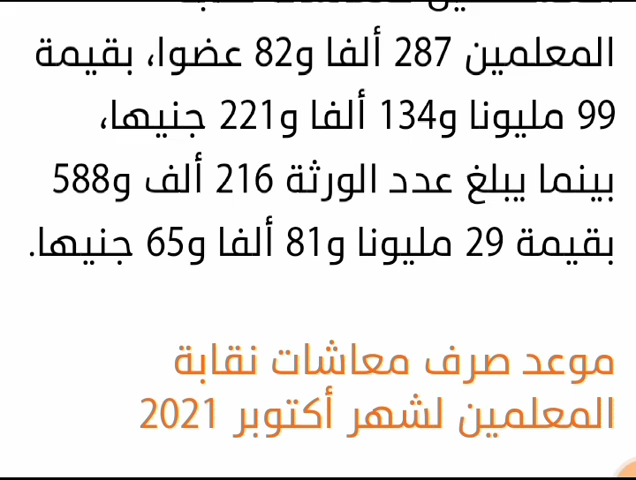 المعلمين 287 ألفا و82 عضوا، بقيمة
99 مليونا و134 ألفا و221 جنيها،
بينما يبلغ عدد الورثة 216 ألف و588
بقيمة 29 مليونا و81 ألفا و65 جنيها.
موعد صرف معاشات نقابة
المعلمين لشهر أكتوبر 2021